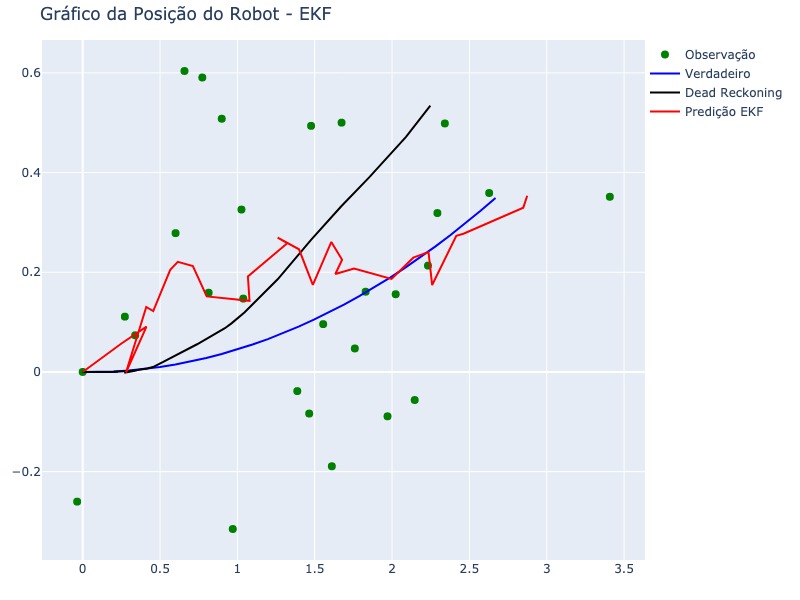 Gráfico da Posição do Robot - EKF
Observação
Verdadeiro
Dead Reckoning
Predição EKF
0.6
0.4
0.2
0
−0.2
0 0.5 1 1.5 2 2.5 3 3.5